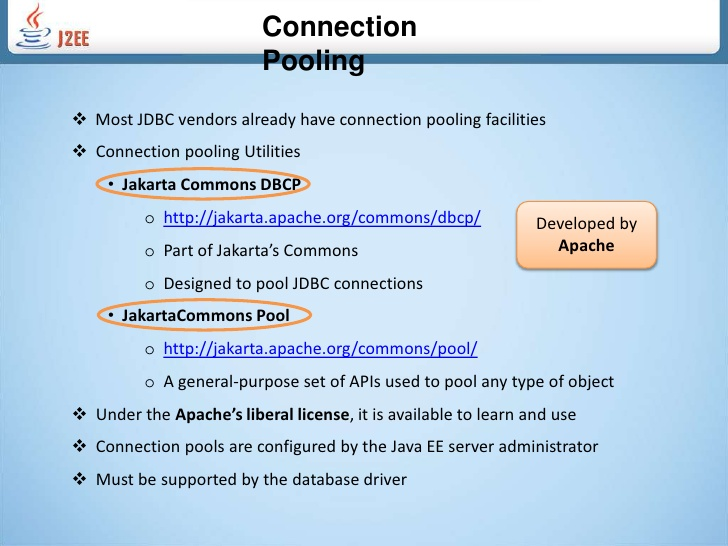 J2EE
Connection
Pooling
❖ Most JDBC vendors already have connection pooling facilities
❖ Connection pooling Utilities
• Jakarta Commons DBCP
o http://jakarta.apache.org/commons/dbcp/
o Part of Jakarta's Commons
o Designed to pool JDBC connections
Developed by
Apache
• JakartaCommons Pool
o http://jakarta.apache.org/commons/pool/
o A general-purpose set of APIs used to pool any type of object
❖ Under the Apache's liberal license, it is available to learn and use
❖ Connection pools are configured by the Java EE server administrator
❖ Must be supported by the database driver